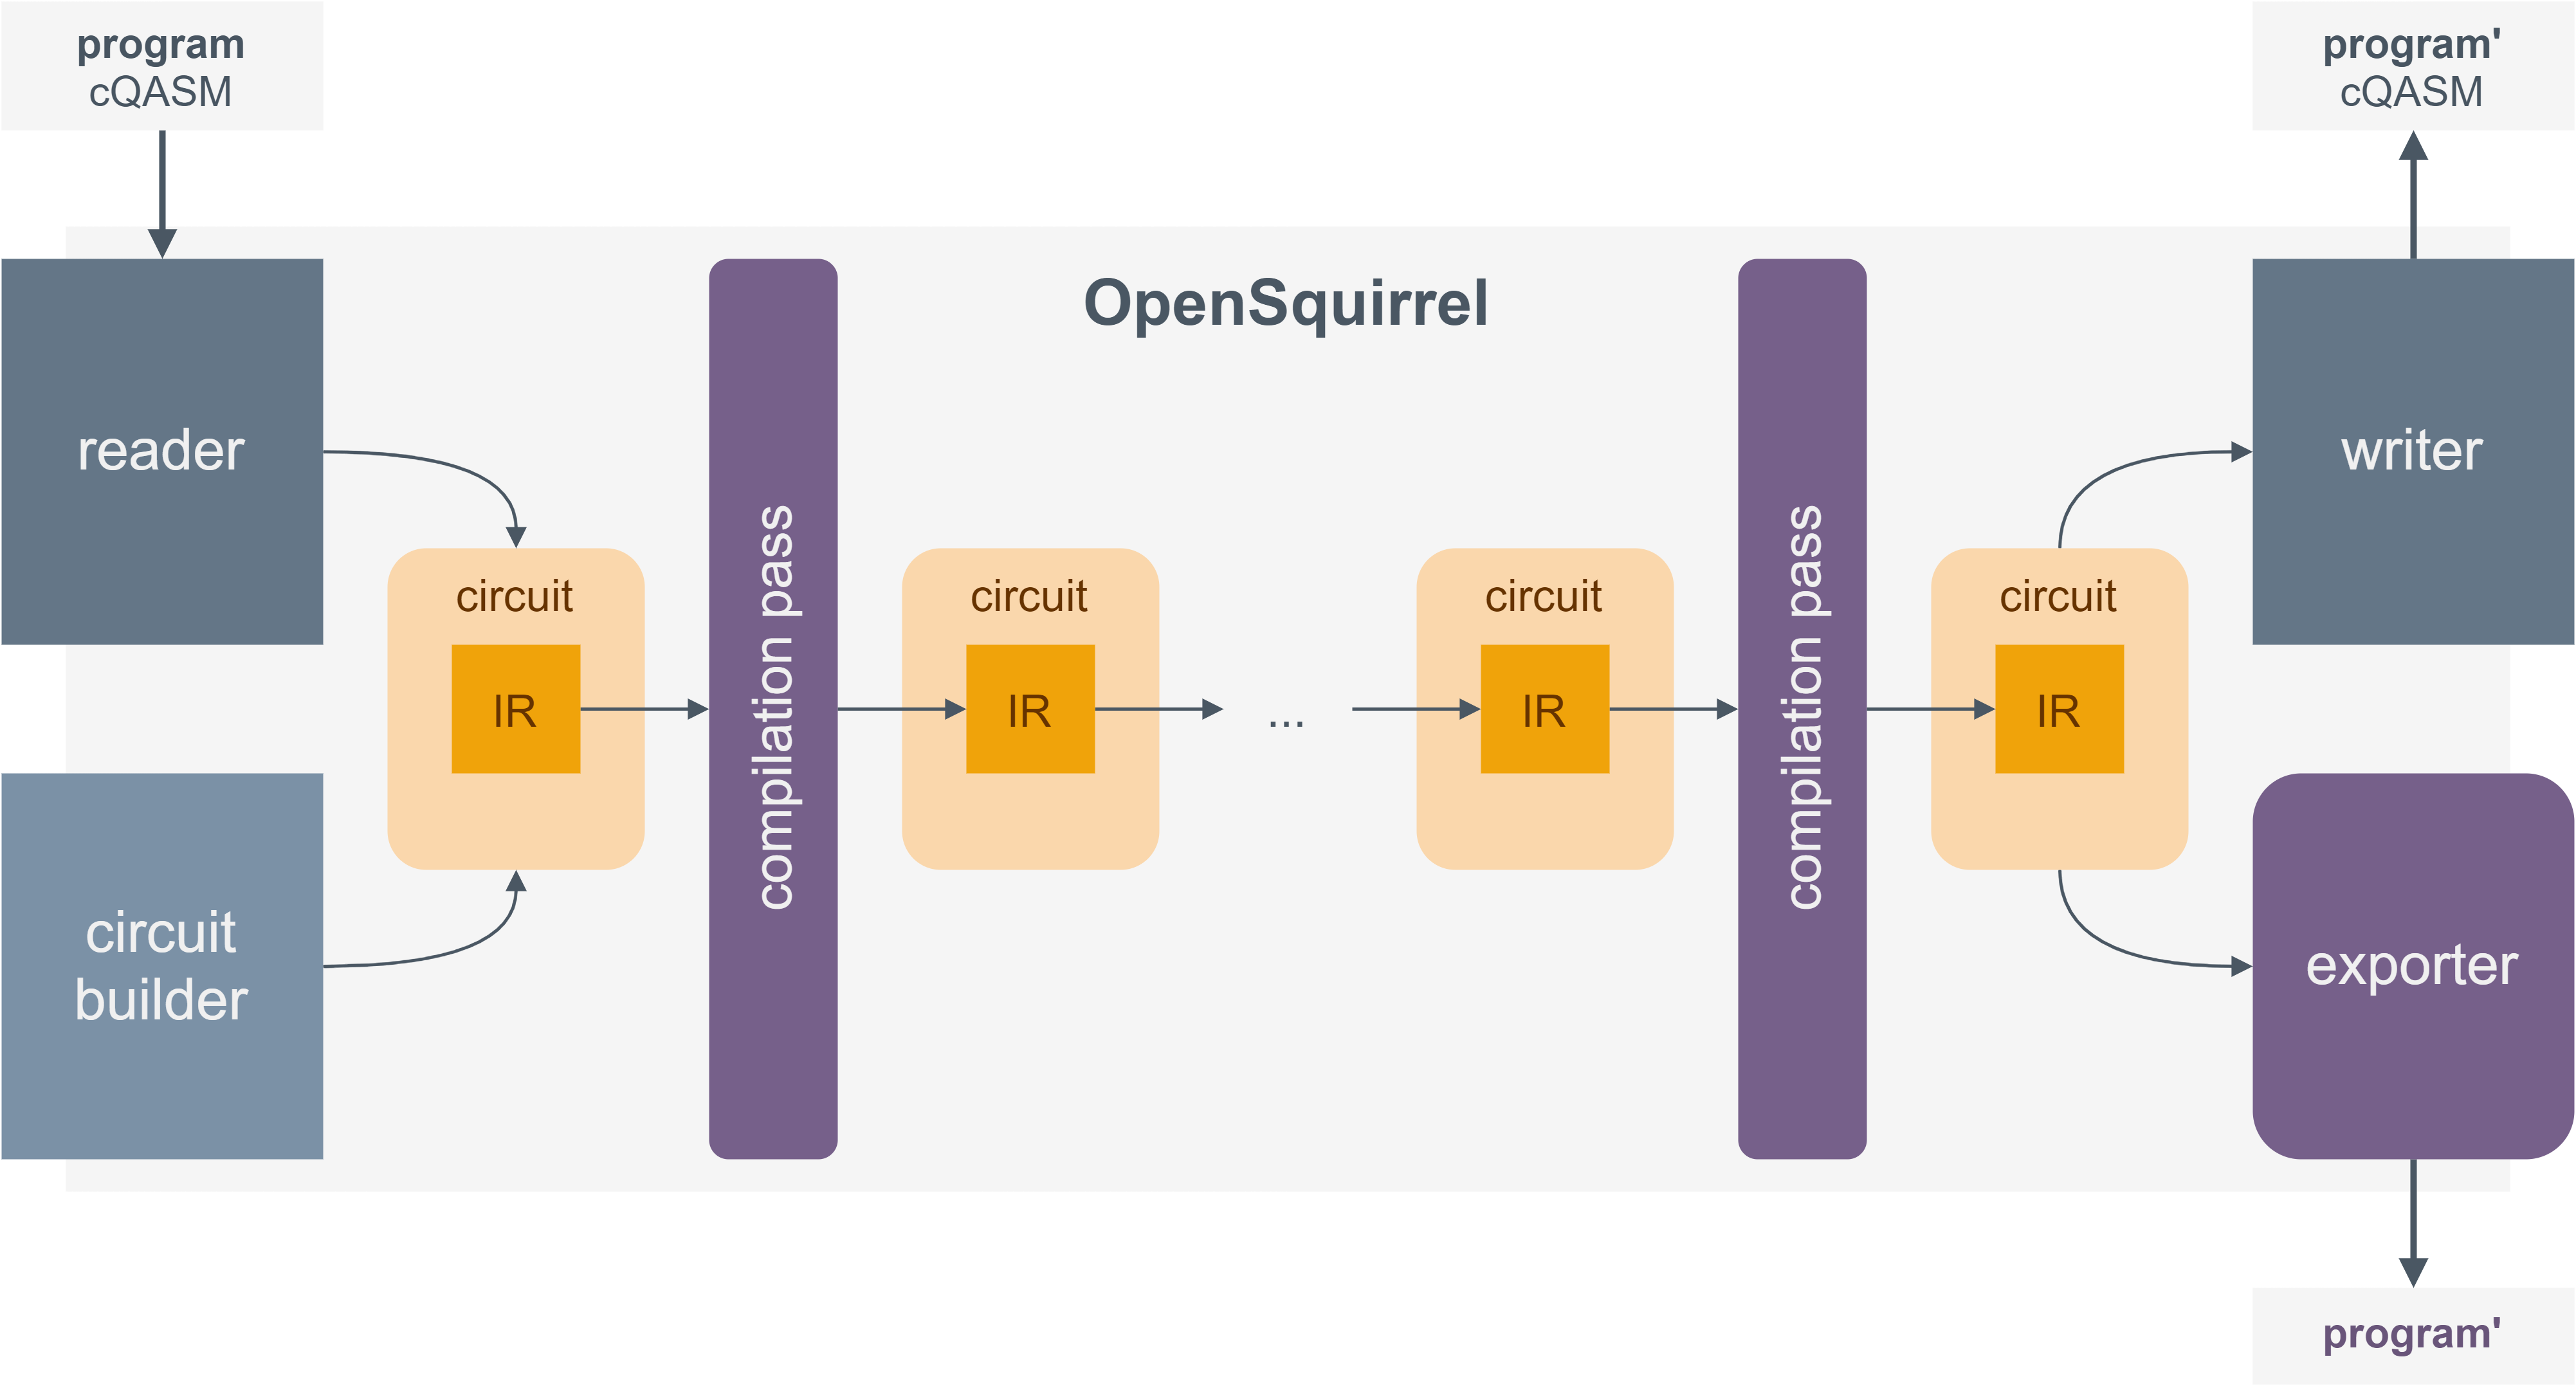 program
cQASM
program'
cQASM
OpenSquirrel
reader
writer
circuit
IR
compilation pass
circuit
IR
...
circuit
IR
compilation pass
circuit
IR
circuit
builder
exporter
program'